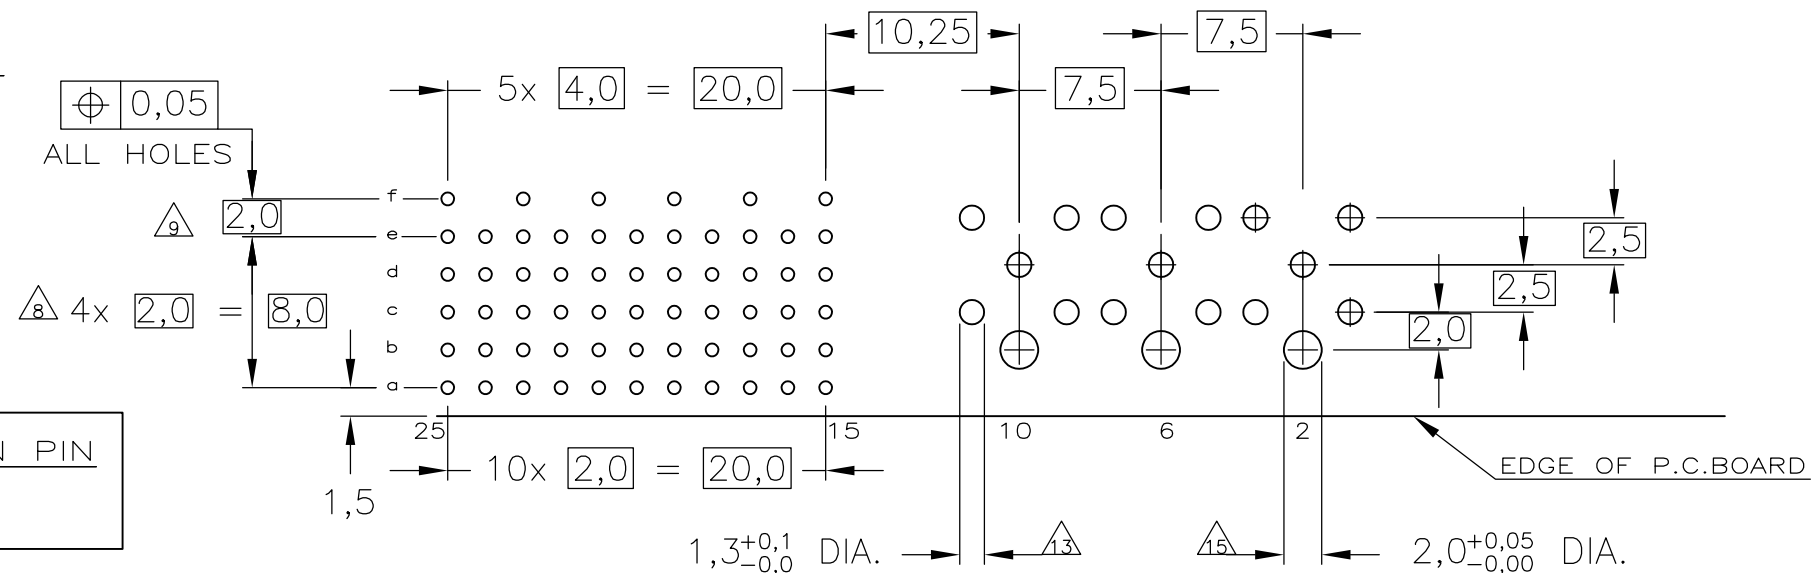 10,25
7,5
5x 4,0 = 20,0
7,5
⌖ 0,05
ALL HOLES
f
9 2,0
e
2,5
d
2,5
8 4x 2,0 = 8,0
c
2,0
b
a
25 15 10 6 2
N PIN
10x 2,0 = 20,0
EDGE OF P.C.BOARD
1,5
1,3 +0,1 -0,0 DIA. 13
15 2,0 +0,05 -0,00 DIA.